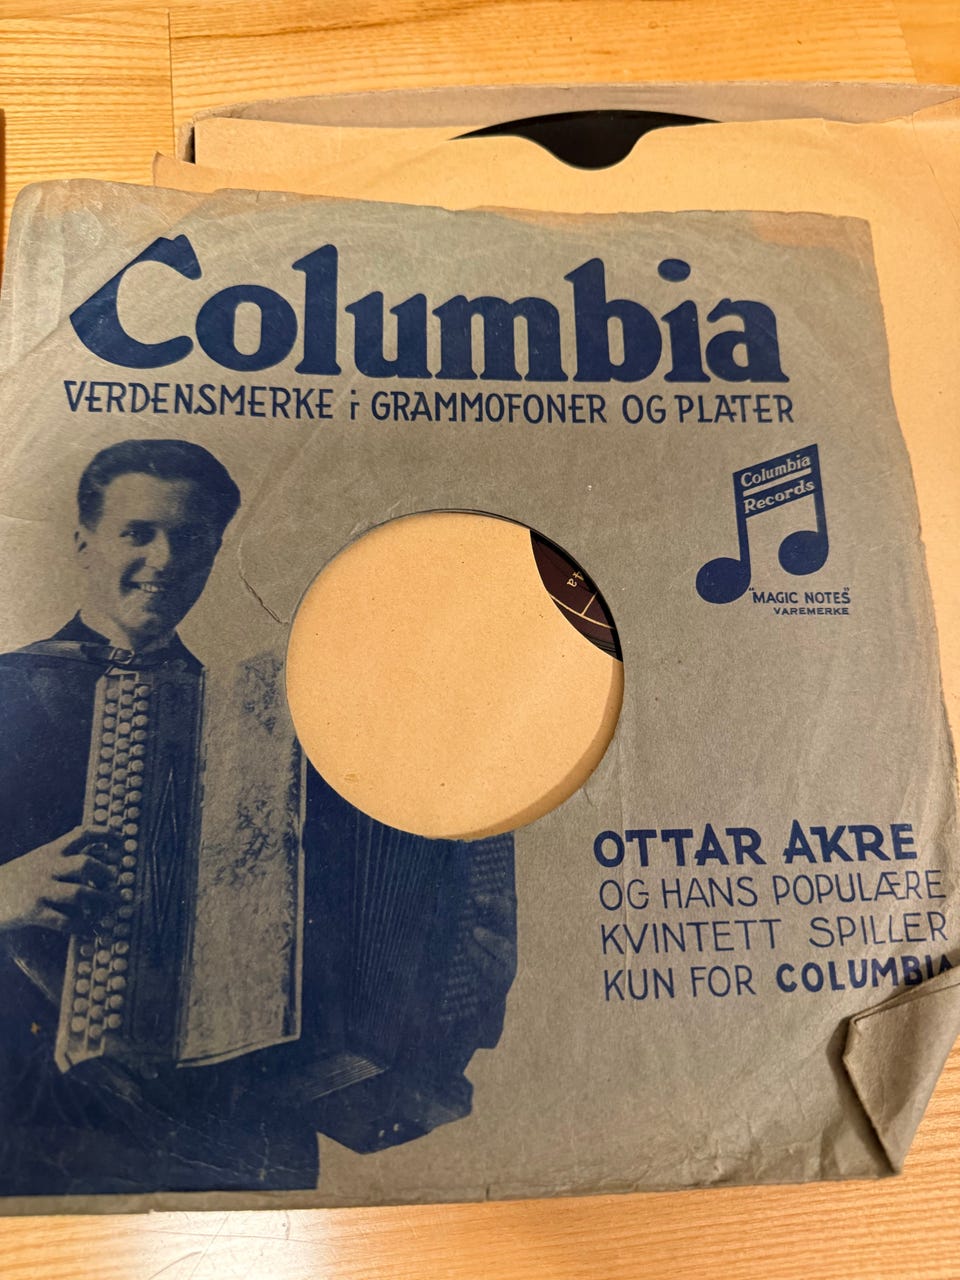 Columbia
VERDENSMERKE i GRAMMOFONER OG PLATER
Columbia
Records
"MAGIC NOTES"
VAREMERKE
OTTAR AKRE
OG HANS POPULÆRE
KVINTETT SPILLER
KUN FOR COLUMBIA